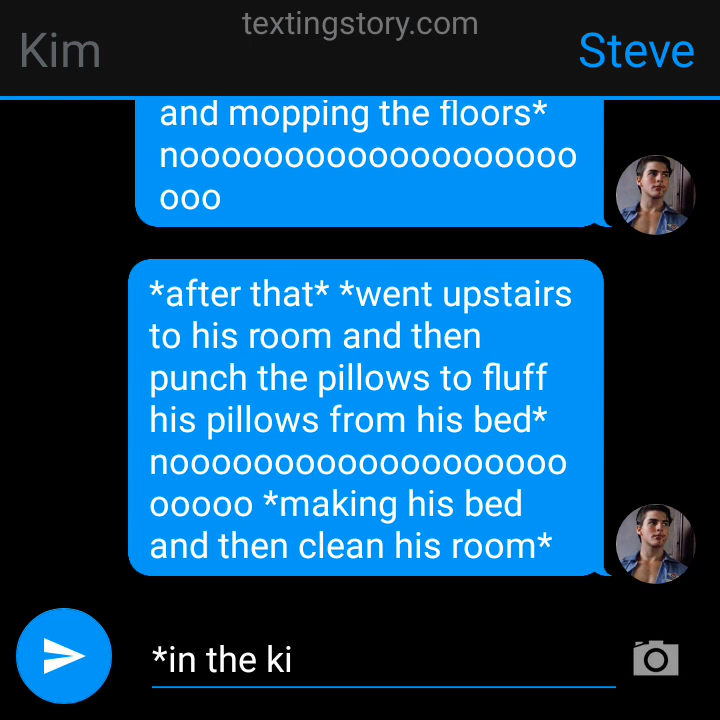 textingstory.com
Kim
Steve
and mopping the floors*
noooooooooooooooooooo
ooo
*after that* *went upstairs
to his room and then
punch the pillows to fluff
his pillows from his bed*
nooooooooooooooooooo
ooooo *making his bed
and then clean his room*
*in the ki